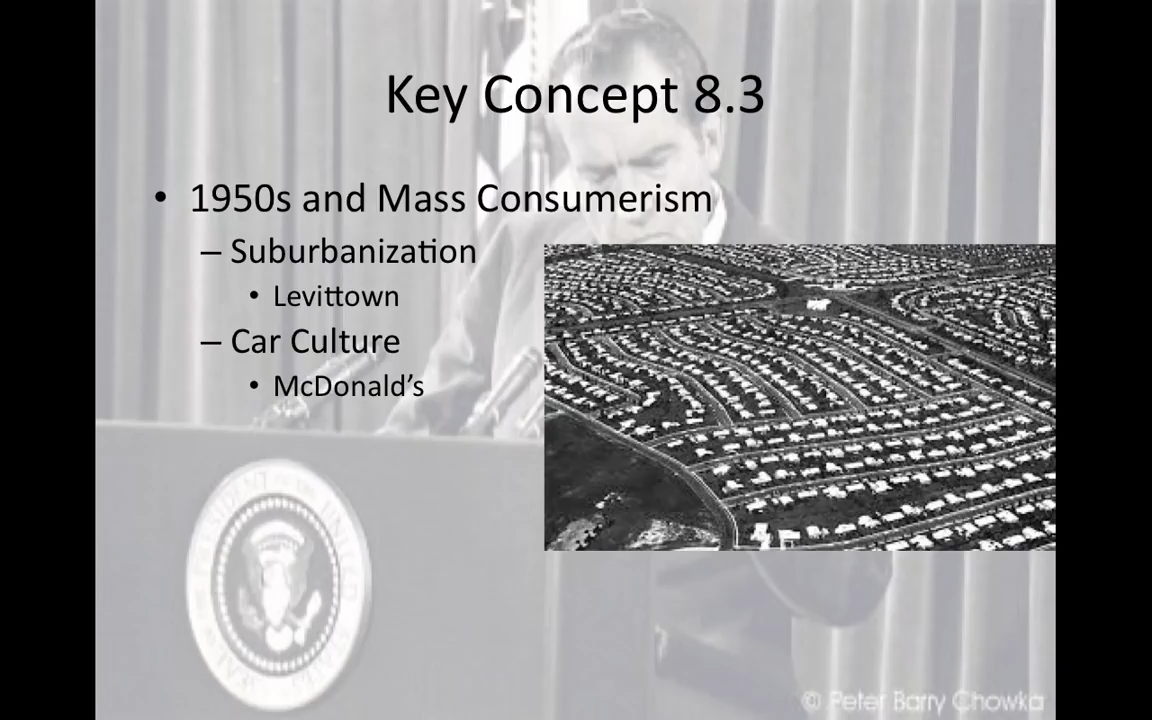 Key Concept 8.3
• 1950s and Mass Consumerism
– Suburbanization
• Levittown
– Car Culture
• McDonald’s
© Peter Barry Chowka